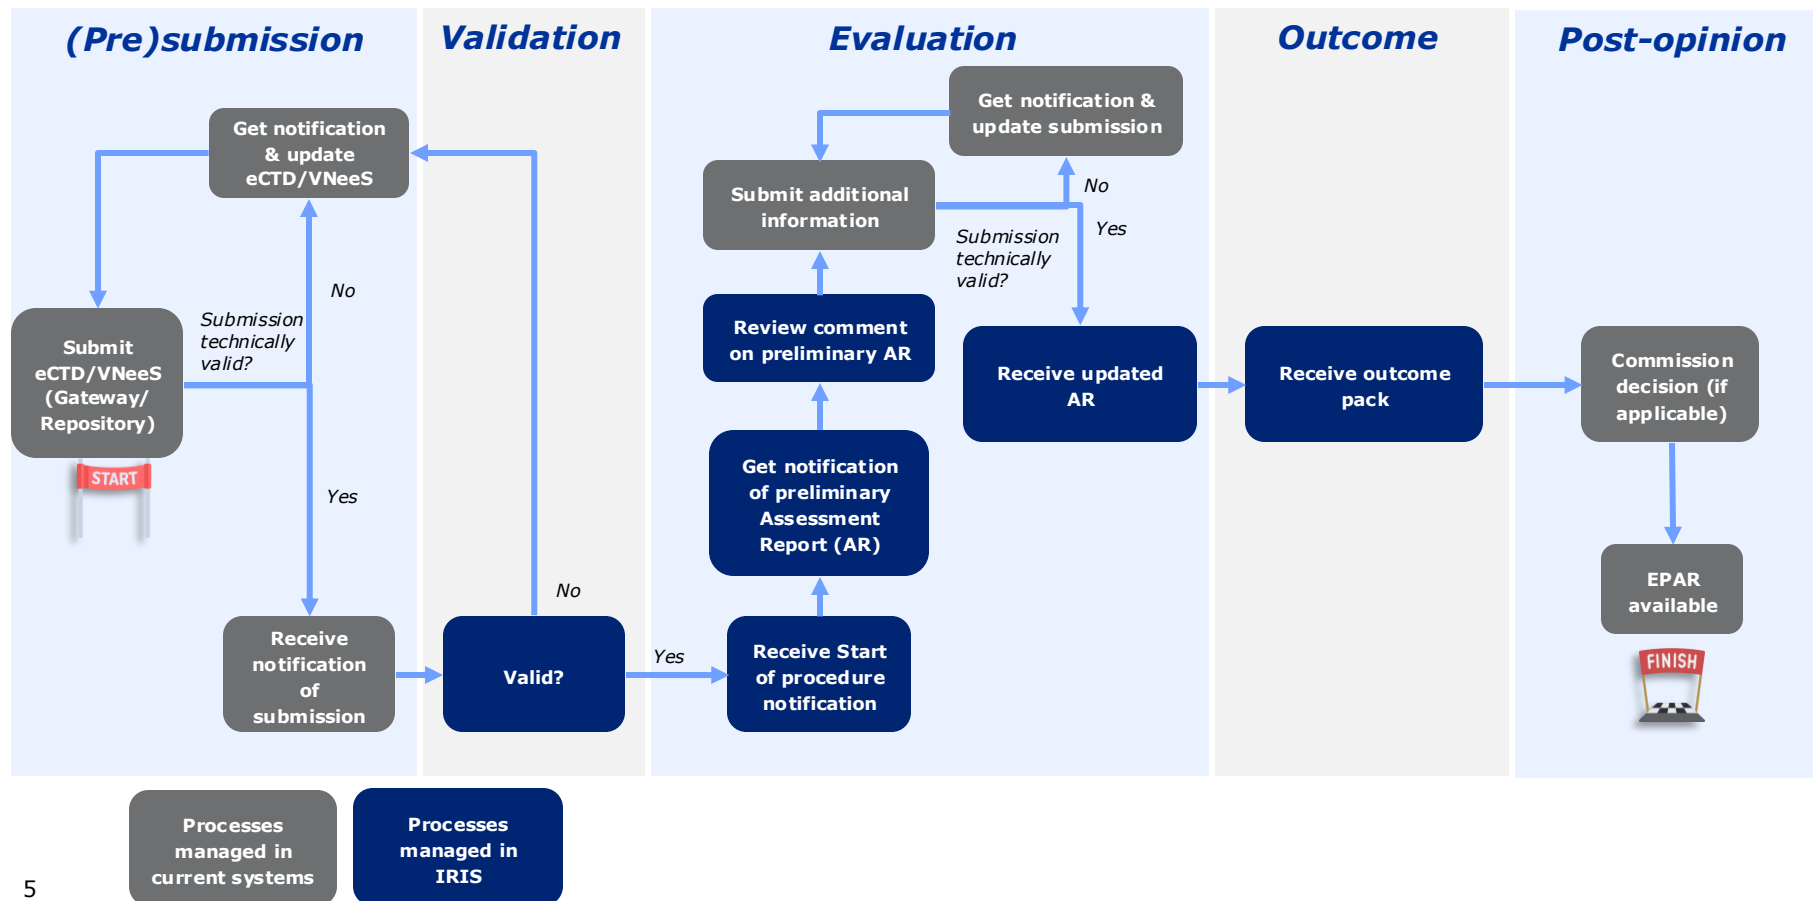 (Pre)submission
Validation
Evaluation
Outcome
Post-opinion
Get notification
& update
eCTD/VNeeS
No
Submission
technically
valid?
Submit
eCTD/VNeeS
(Gateway/
Repository)
START
Yes
Receive
notification
of
submission
Valid?
No
Yes
Get notification &
update submission
Submit additional
information
No
Yes
Submission
technically
valid?
Review comment
on preliminary AR
Get notification
of preliminary
Assessment
Report (AR)
Receive Start
of procedure
notification
Receive updated
AR
Receive outcome
pack
Commission
decision (if
applicable)
EPAR
available
FINISH
Processes
managed in
current systems
Processes
managed in
IRIS
5